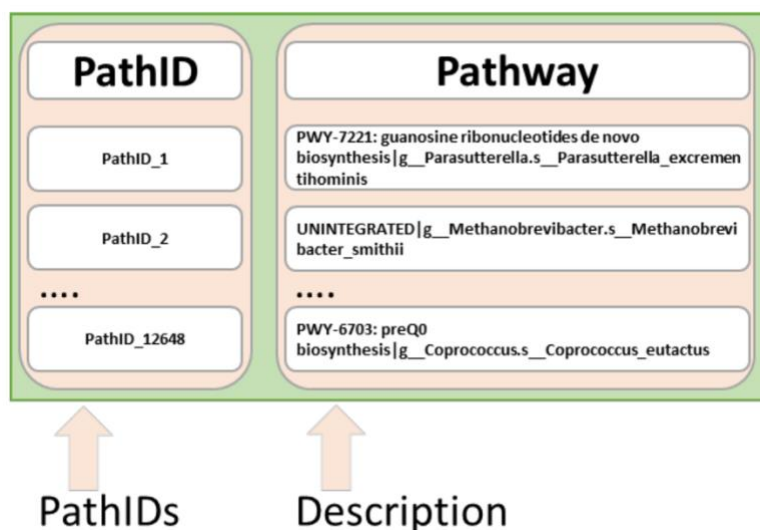 PathID
Pathway
PathID_1
PWY-7221: guanosine ribonucleotides de novo
biosynthesis|g__Parasutterella.s__Parasutterella_excremen
tihominis
PathID_2
UNINTEGRATED|g__Methanobrevibacter.s__Methanobrevi
bacter_smithii
....
....
PathID_12648
PWY-6703: preQ0
biosynthesis|g__Coprococcus.s__Coprococcus_eutactus
PathIDs
Description